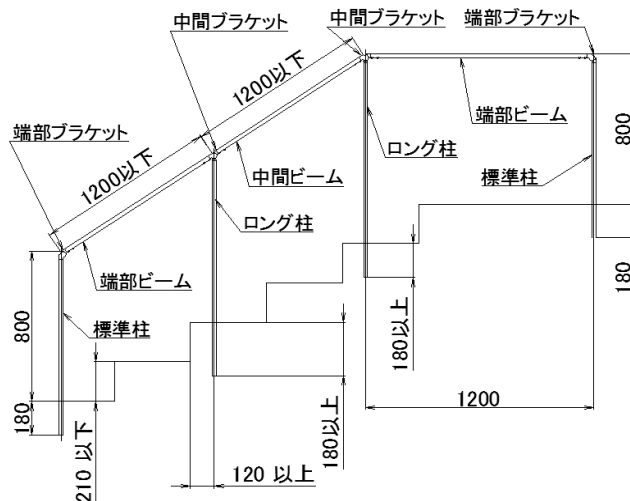 中間ブラケット
中間ブラケット
端部ブラケット
1200以下
端部ビーム
800
ロング柱
端部ブラケット
1200以下
中間ビーム
標準柱
ロング柱
端部ビーム
180
800
標準柱
180以上
1200
180
210 以下
120 以上
180以上